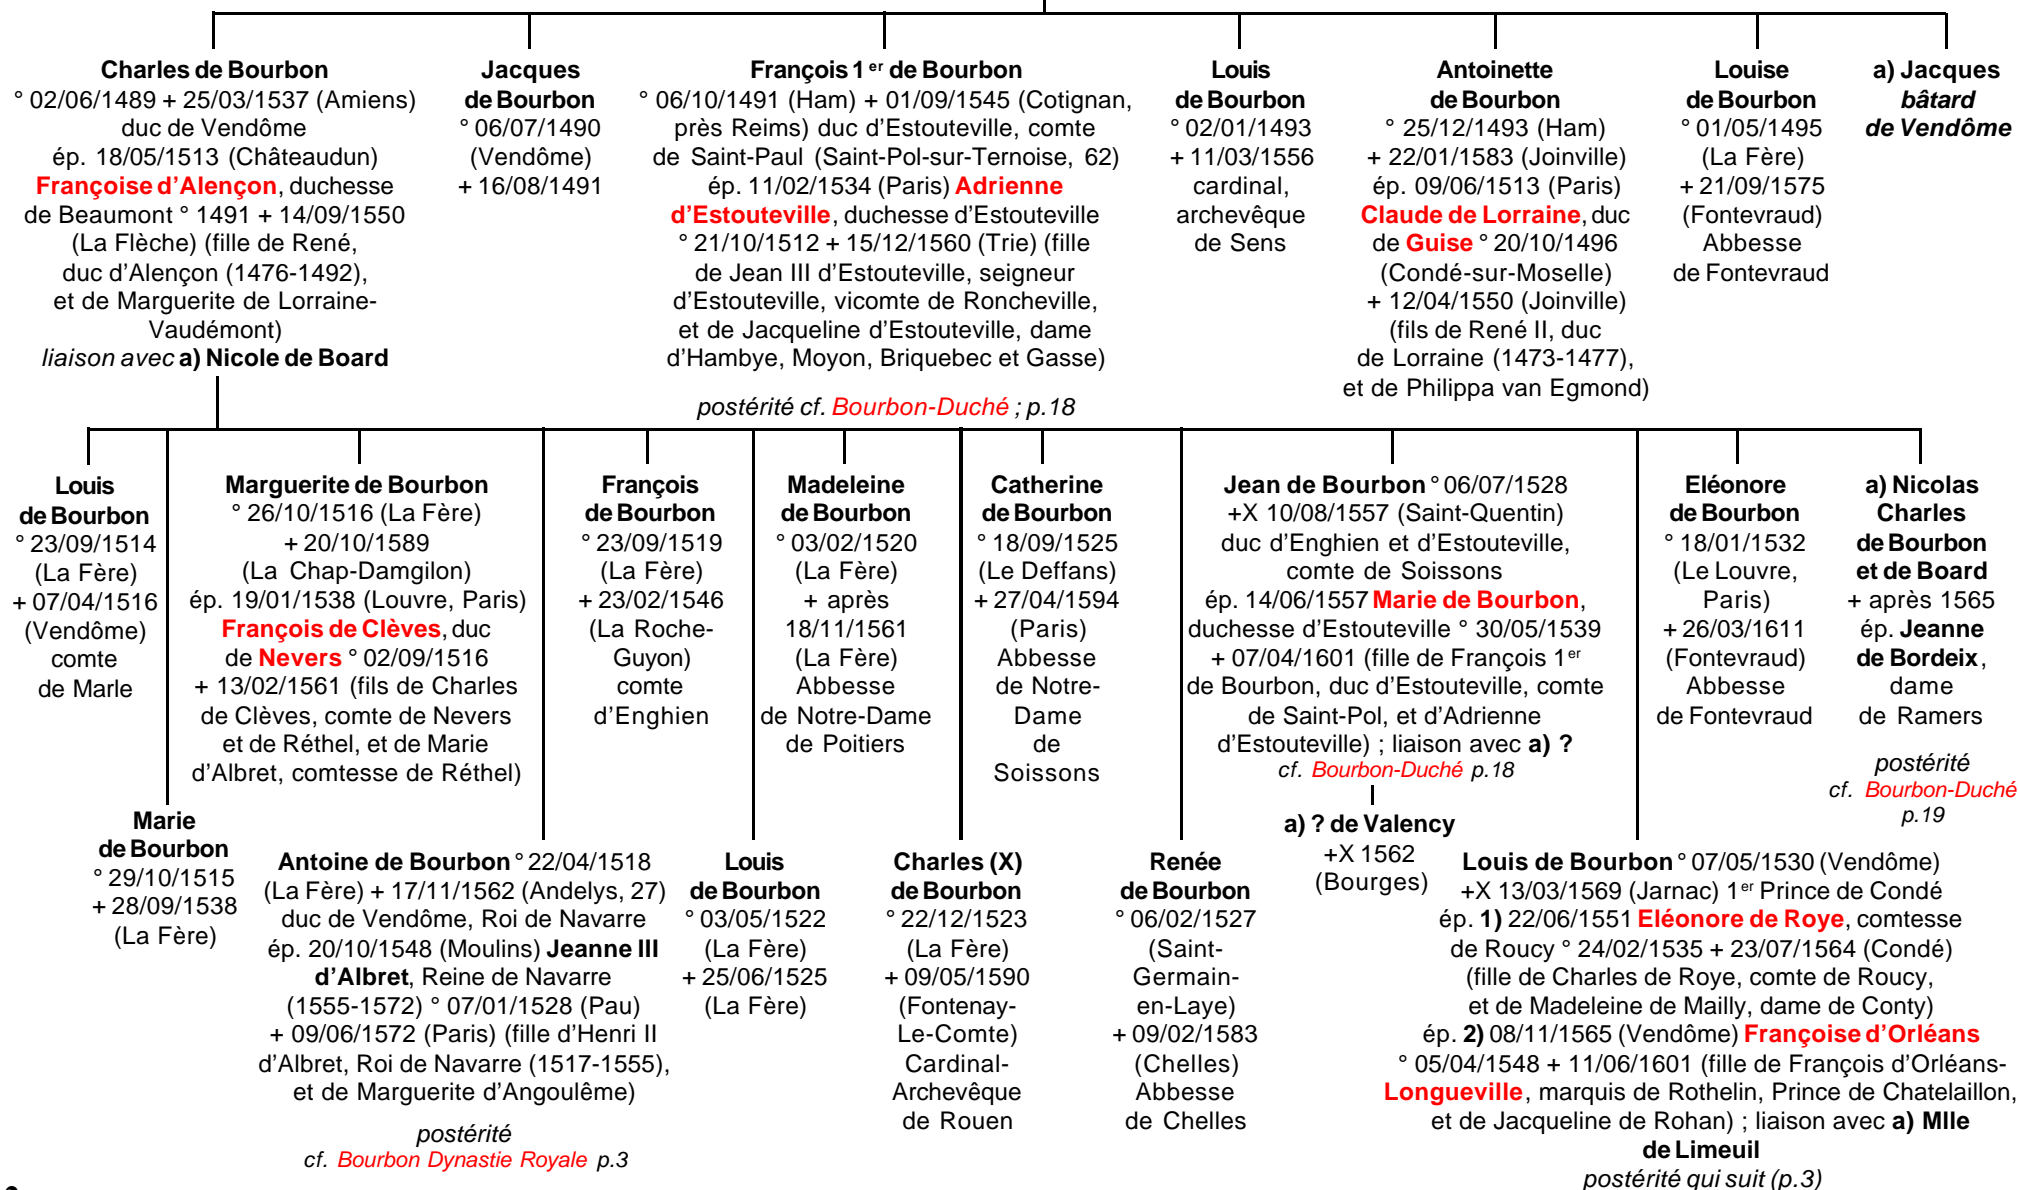 Charles de Bourbon
° 02/06/1489 + 25/03/1537 (Amiens)
duc de Vendôme
ép. 18/05/1513 (Châteaudun)
Françoise d'Alençon, duchesse
de Beaumont ° 1491 + 14/09/1550
(La Flèche) (fille de René,
duc d'Alençon (1476-1492),
et de Marguerite de Lorraine-
Vaudémont)
liaison avec a) Nicole de Board
Jacques
de Bourbon
° 06/07/1490
(Vendôme)
+ 16/08/1491
François 1er de Bourbon
° 06/10/1491 (Ham) + 01/09/1545 (Cotignan,
près Reims) duc d'Estouteville, comte
de Saint-Paul (Saint-Pol-sur-Ternoise, 62)
ép. 11/02/1534 (Paris) Adrienne
d'Estouteville, duchesse d'Estouteville
° 21/10/1512 + 15/12/1560 (Trie) (fille
de Jean III d'Estouteville, seigneur
d'Estouteville, vicomte de Roncheville,
et de Jacqueline d'Estouteville, dame
d'Hambye, Moyon, Briquebec et Gasse)
postérité cf. Bourbon-Duché ; p.18
Louis
de Bourbon
° 02/01/1493
+ 11/03/1556
cardinal,
archevêque
de Sens
Antoinette
de Bourbon
° 25/12/1493 (Ham)
+ 22/01/1583 (Joinville)
ép. 09/06/1513 (Paris)
Claude de Lorraine, duc
de Guise ° 20/10/1496
(Condé-sur-Moselle)
+ 12/04/1550 (Joinville)
(fils de René II, duc
de Lorraine (1473-1477),
et de Philippa van Egmond)
Louise
de Bourbon
° 01/05/1495
(La Fère)
+ 21/09/1575
(Fontevraud)
Abbesse
de Fontevraud
a) Jacques
bâtard
de Vendôme
Louis
de Bourbon
° 23/09/1514
(La Fère)
+ 07/04/1516
(Vendôme)
comte
de Marle
Marie
de Bourbon
° 29/10/1515
+ 28/09/1538
(La Fère)
Marguerite de Bourbon
° 26/10/1516 (La Fère)
+ 20/10/1589
(La Chap-Damgilon)
ép. 19/01/1538 (Louvre, Paris)
François de Clèves, duc
de Nevers ° 02/09/1516
+ 13/02/1561 (fils de Charles
de Clèves, comte de Nevers
et de Réthel, et de Marie
d'Albret, comtesse de Réthel)
Antoine de Bourbon ° 22/04/1518
(La Fère) + 17/11/1562 (Andelys, 27)
duc de Vendôme, Roi de Navarre
ép. 20/10/1548 (Moulins) Jeanne III
d'Albret, Reine de Navarre
(1555-1572) ° 07/01/1528 (Pau)
+ 09/06/1572 (Paris) (fille d'Henri II
d'Albret, Roi de Navarre (1517-1555),
et de Marguerite d'Angoulême)
postérité
cf. Bourbon Dynastie Royale p.3
François
de Bourbon
° 23/09/1519
(La Fère)
+ 23/02/1546
(La Roche-
Guyon)
comte
d'Enghien
Madeleine
de Bourbon
° 03/02/1520
(La Fère)
+ après
18/11/1561
(La Fère)
Abbesse
de Notre-Dame
de Poitiers
Louis
de Bourbon
° 03/05/1522
(La Fère)
+ 25/06/1525
(La Fère)
Charles (X)
de Bourbon
° 22/12/1523
(La Fère)
+ 09/05/1590
(Fontenay-
Le-Comte)
Cardinal-
Archevêque
de Rouen
Catherine
de Bourbon
° 18/09/1525
(Le Deffans)
+ 27/04/1594
(Paris)
Abbesse
de Notre-
Dame
de
Soissons
Renée
de Bourbon
° 06/02/1527
(Saint-
Germain-
en-Laye)
+ 09/02/1583
(Chelles)
Abbesse
de Chelles
Jean de Bourbon ° 06/07/1528
+X 10/08/1557 (Saint-Quentin)
duc d'Enghien et d'Estouteville,
comte de Soissons
ép. 14/06/1557 Marie de Bourbon,
duchesse d'Estouteville ° 30/05/1539
+ 07/04/1601 (fille de François 1er
de Bourbon, duc d'Estouteville, comte
de Saint-Pol, et d'Adrienne
d'Estouteville) ; liaison avec a) ?
cf. Bourbon-Duché p.18
a) ? de Valency
+X 1562
(Bourges)
Louis de Bourbon ° 07/05/1530 (Vendôme)
+X 13/03/1569 (Jarnac) 1er Prince de Condé
ép. 1) 22/06/1551 Eléonore de Roye, comtesse
de Roucy ° 24/02/1535 + 23/07/1564 (Condé)
(fille de Charles de Roye, comte de Roucy,
et de Madeleine de Mailly, dame de Conty)
ép. 2) 08/11/1565 (Vendôme) Françoise d'Orléans
° 05/04/1548 + 11/06/1601 (fille de François d'Orléans-
Longueville, marquis de Rothelin, Prince de Chatelaillon,
et de Jacqueline de Rohan) ; liaison avec a) Mlle
de Limeuil
postérité qui suit (p.3)
Eléonore
de Bourbon
° 18/01/1532
(Le Louvre,
Paris)
+ 26/03/1611
(Fontevraud)
Abbesse
de Fontevraud
a) Nicolas
Charles
de Bourbon
et de Board
+ après 1565
ép. Jeanne
de Bordeix,
dame
de Ramers
postérité
cf. Bourbon-Duché
p.19